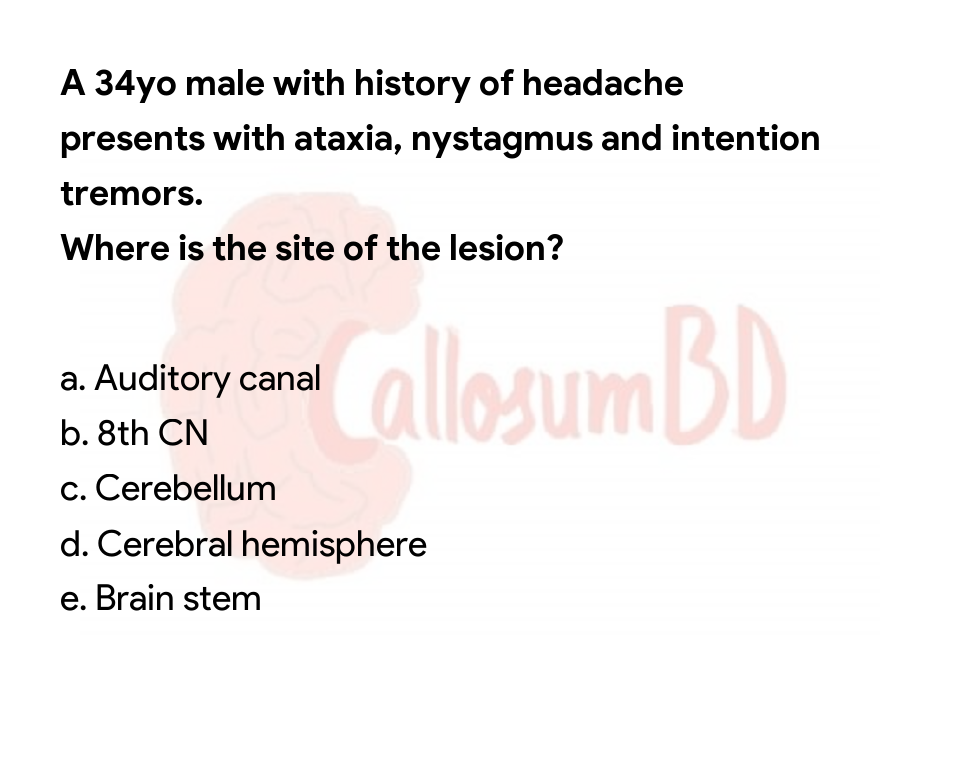 A 34yo male with history of headache
presents with ataxia, nystagmus and intention
tremors.
Where is the site of the lesion?
a. Auditory canal
b. 8th CN
c. Cerebellum
d. Cerebral hemisphere
e. Brain stem
CallosumBD